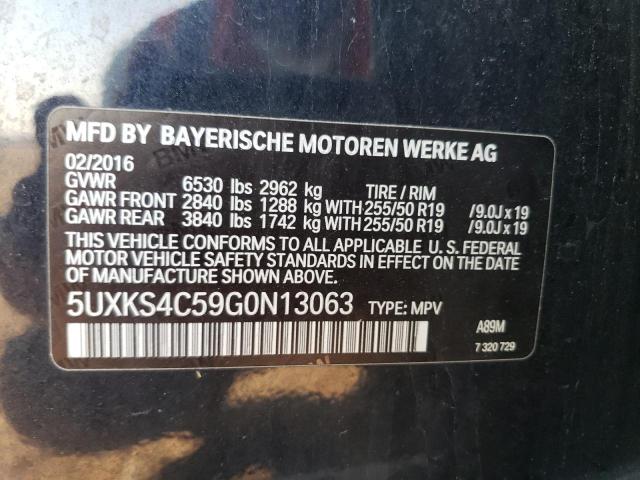 MFD BY BAYERISCHE MOTOREN WERKE AG
02/2016
GVWR 6530 lbs 2962 kg TIRE / RIM
GAWR FRONT 2840 lbs 1288 kg WITH 255/50 R19 /9.0J x 19
GAWR REAR 3840 lbs 1742 kg WITH 255/50 R19 /9.0J x 19
THIS VEHICLE CONFORMS TO ALL APPLICABLE U. S. FEDERAL
MOTOR VEHICLE SAFETY STANDARDS IN EFFECT ON THE DATE
OF MANUFACTURE SHOWN ABOVE.
5UXKS4C59G0N13063 TYPE: MPV
A89M
7 320 729